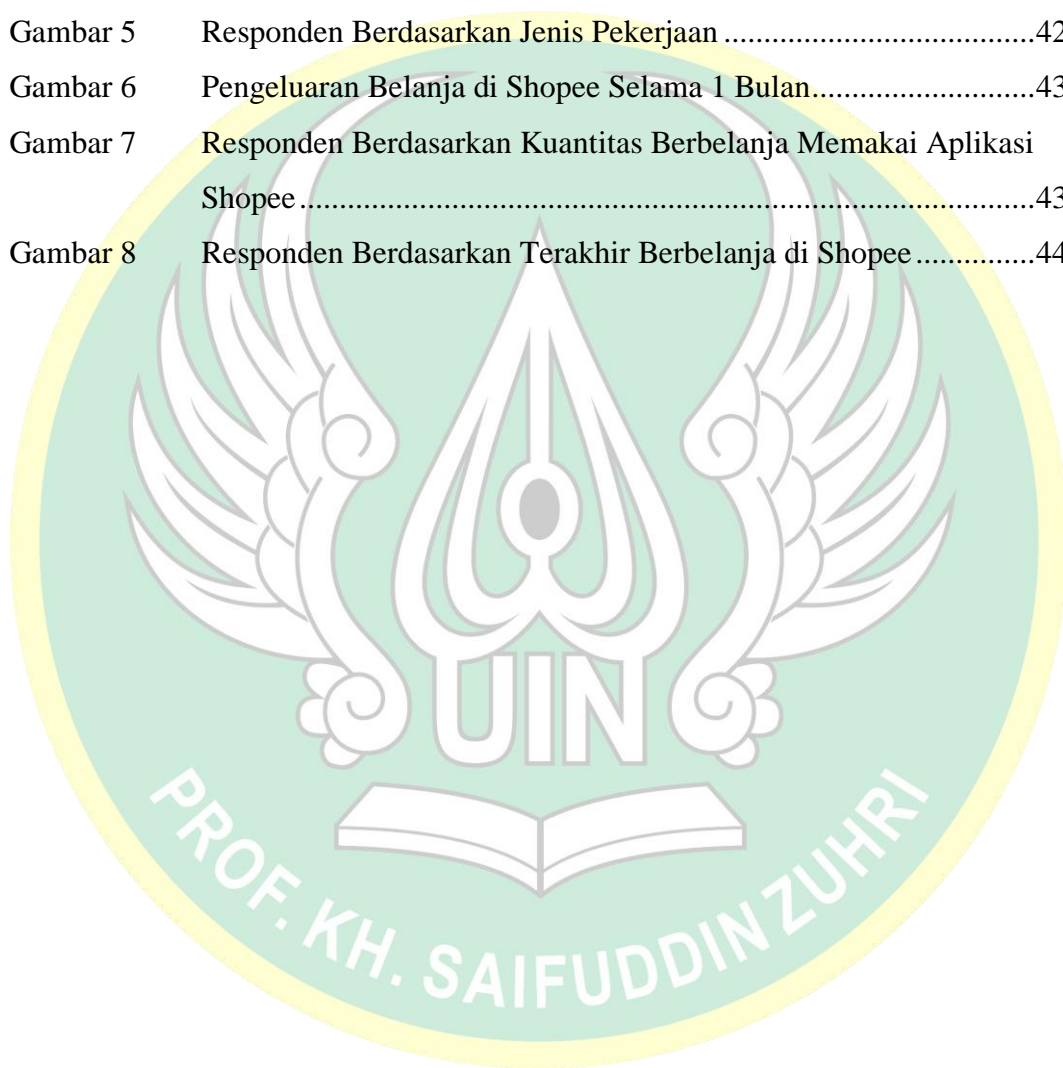 Gambar 5 Responden Berdasarkan Jenis Pekerjaan ....................................... 42
Gambar 6 Pengeluaran Belanja di Shopee Selama 1 Bulan............................ 43
Gambar 7 Responden Berdasarkan Kuantitas Berbelanja Memakai Aplikasi
Shopee ........................................................................................... 43
Gambar 8 Responden Berdasarkan Terakhir Berbelanja di Shopee .............. 44
UIN
PROF. KH. SAIFUDDIN ZUHRI